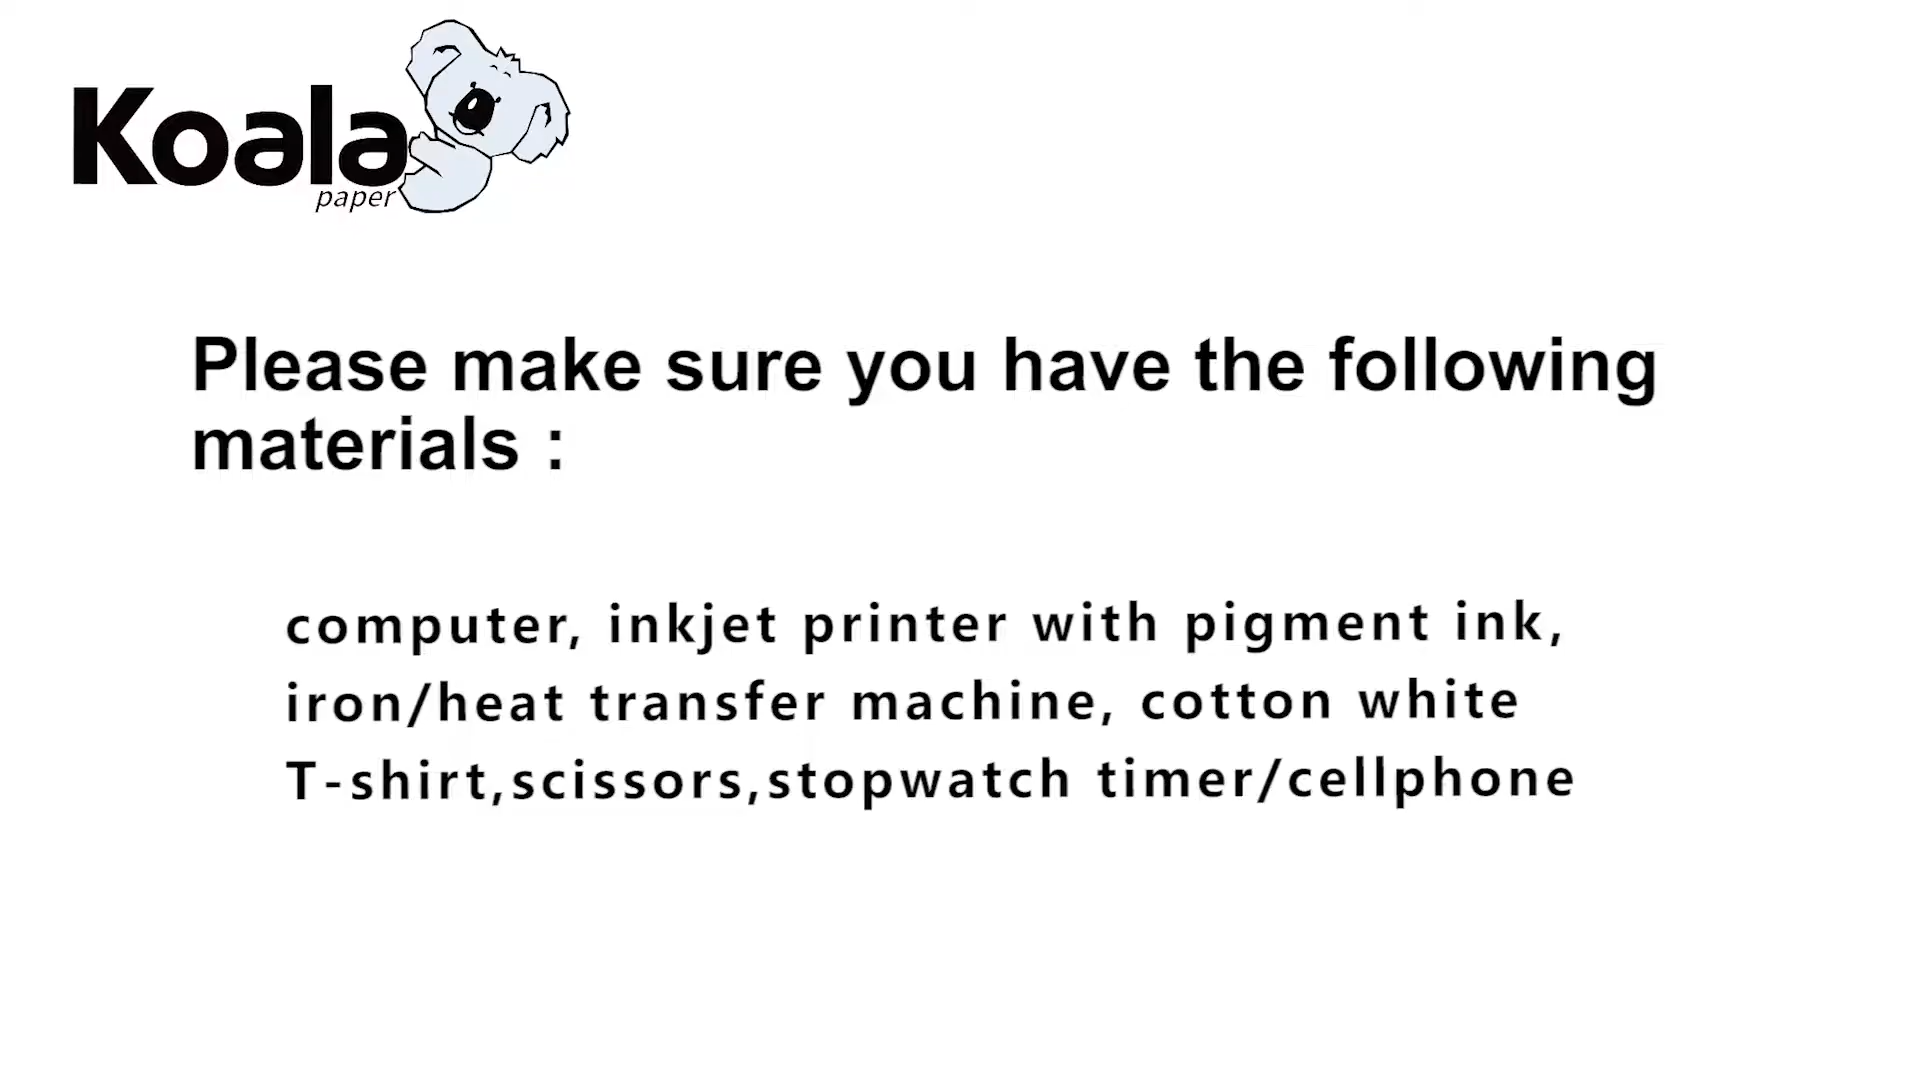 Koala
paper
Please make sure you have the following
materials :
computer, inkjet printer with pigment ink,
iron/heat transfer machine, cotton white
T-shirt,scissors,stopwatch timer/cellphone